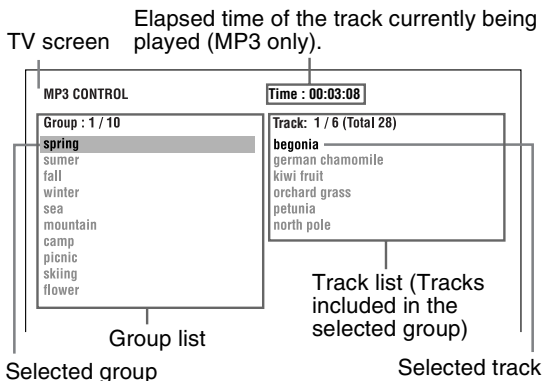 Elapsed time of the track currently being
played (MP3 only).
TV screen
MP3 CONTROL
Time : 00:03:08
Group : 1 / 10
spring
sumer
fall
winter
sea
mountain
camp
picnic
skiing
flower
Track: 1 / 6 (Total 28)
begonia
german chamomile
kiwi fruit
orchard grass
petunia
north pole
Track list (Tracks
included in the
selected group)
Group list
Selected group
Selected track